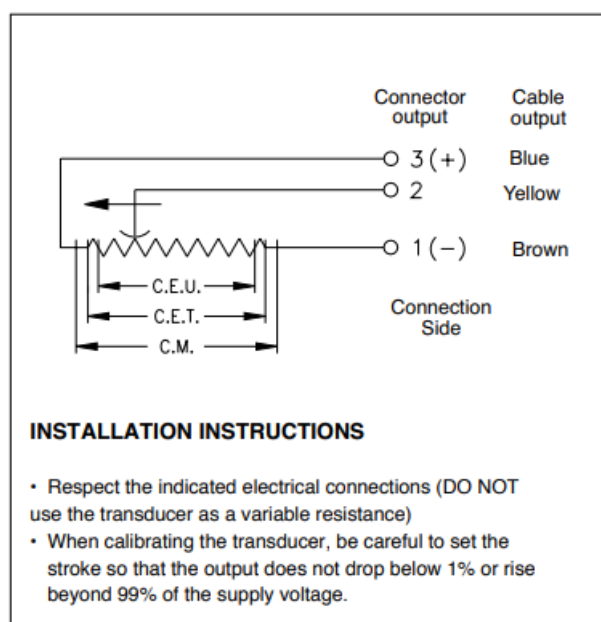 Connector Cable
output output
3 (+) Blue
2 Yellow
1 (-) Brown
C.E.U.
C.E.T.
C.M.
Connection
Side
INSTALLATION INSTRUCTIONS
• Respect the indicated electrical connections (DO NOT
use the transducer as a variable resistance)
• When calibrating the transducer, be careful to set the
stroke so that the output does not drop below 1% or rise
beyond 99% of the supply voltage.